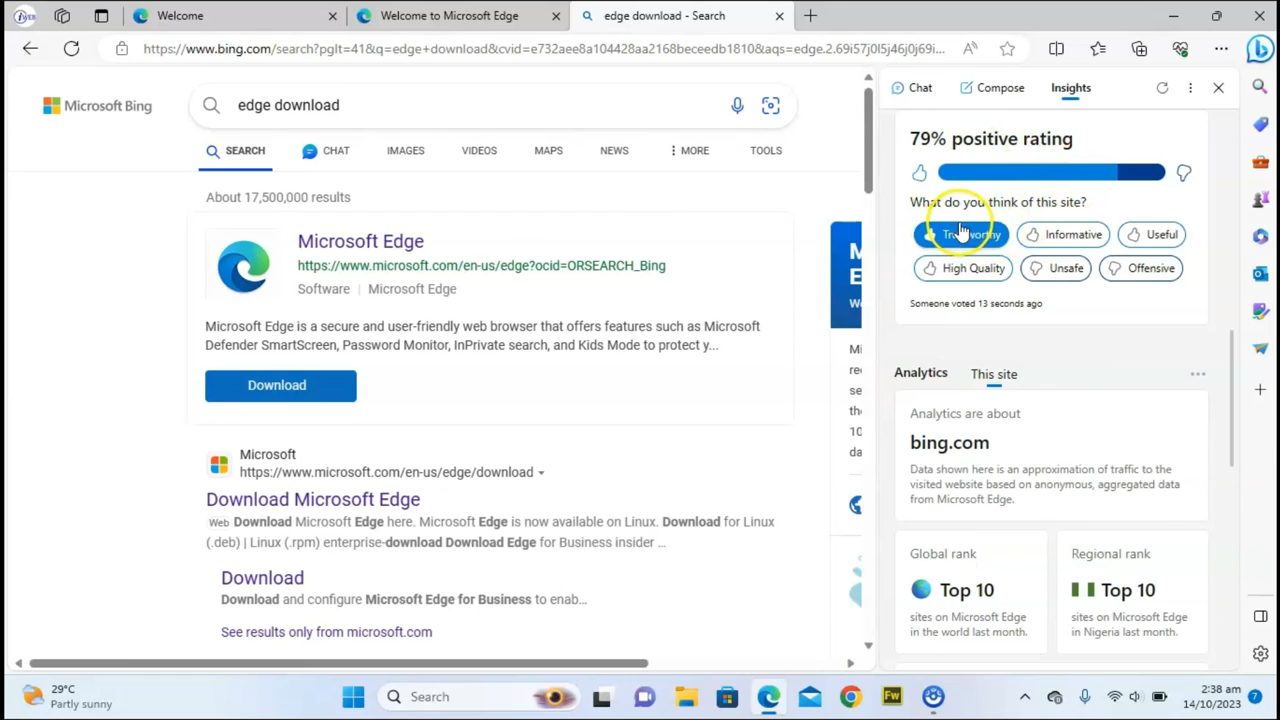 Welcome
Welcome to Microsoft Edge
edge download - Search
https://www.bing.com/search?pglt=41&q=edge+download&cvid=e732aee8a104428aa2168beceedb1810&aqs=edge.2.69i57j0l5j46j0j69i...
Microsoft Bing
edge download
SEARCH CHAT IMAGES VIDEOS MAPS NEWS MORE TOOLS
About 17,500,000 results
Microsoft Edge
https://www.microsoft.com/en-us/edge?ocid=ORSEARCH_Bing
Software Microsoft Edge
Microsoft Edge is a secure and user-friendly web browser that offers features such as Microsoft
Defender SmartScreen, Password Monitor, InPrivate search, and Kids Mode to protect y...
Download
Microsoft
https://www.microsoft.com/en-us/edge/download
Download Microsoft Edge
Web Download Microsoft Edge here. Microsoft Edge is now available on Linux. Download for Linux
(.deb) | Linux (.rpm) enterprise-download Download Edge for Business insider ...
Download
Download and configure Microsoft Edge for Business to enab...
See results only from microsoft.com
Chat Compose Insights
79% positive rating
What do you think of this site?
Trustworthy Informative Useful
High Quality Unsafe Offensive
Someone voted 13 seconds ago
Analytics This site
Analytics are about
bing.com
Data shown here is an approximation of traffic to the
visited website based on anonymous, aggregated data
from Microsoft Edge.
Global rank
Top 10
sites on Microsoft Edge
in the world last month.
Regional rank
Top 10
sites on Microsoft Edge
in Nigeria last month.
29°C
Partly sunny
Search
Fw
2:38 am
14/10/2023
7